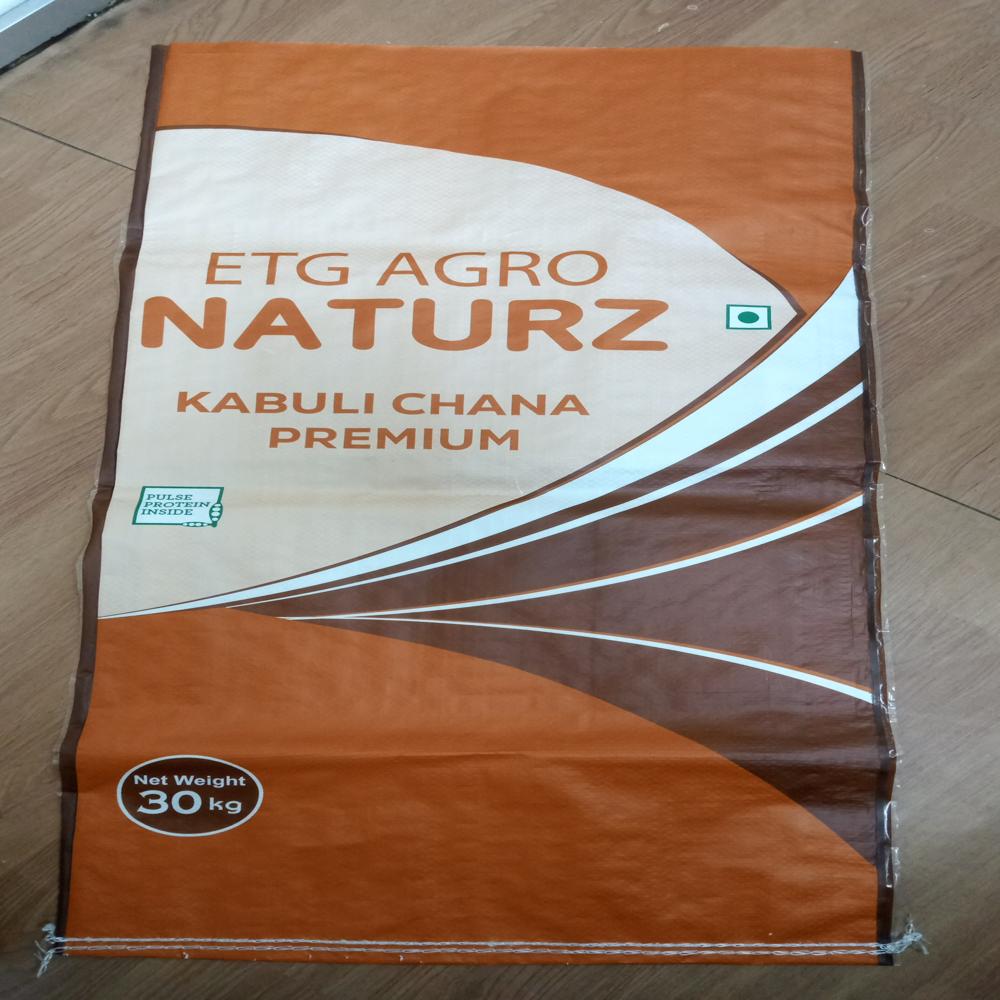 ETG AGRO
NATURZ
KABULI CHANA
PREMIUM
PULSE
PROTEIN
INSIDE
Net Weight
30 kg